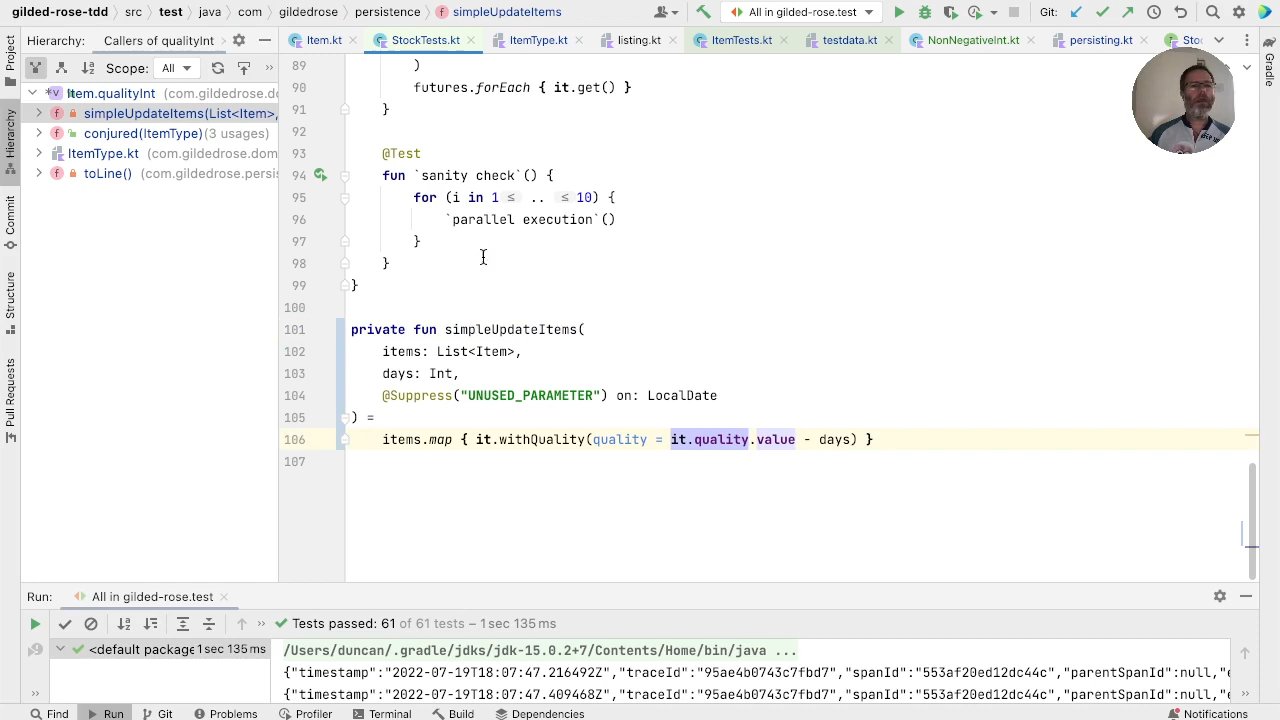 gilded-rose-tdd src test java com gildedrose persistence simpleUpdateItems All in gilded-rose.test Git:
Hierarchy: Callers of qualityInt Item.kt StockTests.kt ItemType.kt listing.kt ItemTests.kt testdata.kt NonNegativeInt.kt persisting.kt Sto
Scope: All
Item.qualityInt (com.gildedrose.do
simpleUpdateItems(List<Item>,
conjured(ItemType)(3 usages)
ItemType.kt (com.gildedrose.dom
toLine() (com.gildedrose.persi
Project
Hierarchy
Commit
Structure
Pull Requests
Gradle
89 )
90 futures.forEach { it.get() }
91 }
92
93 @Test
94 fun `sanity check`() {
95 for (i in 1 ≤ .. ≤ 10) {
96 `parallel execution`()
97 }
98 }
99 }
100
101 private fun simpleUpdateItems(
102 items: List<Item>,
103 days: Int,
104 @Suppress("UNUSED_PARAMETER") on: LocalDate
105 ) =
106 items.map { it.withQuality(quality = it.quality.value - days) }
107
Run: All in gilded-rose.test
Tests passed: 61 of 61 tests – 1 sec 135 ms
<default package 1 sec 135 ms
/Users/duncan/.gradle/jdks/jdk-15.0.2+7/Contents/Home/bin/java ...
{"timestamp":"2022-07-19T18:07:47.216492Z","traceId":"95ae4b0743c7fbd7","spanId":"553af20ed12dc44c","parentSpanId":null,"e
{"timestamp":"2022-07-19T18:07:47.409468Z","traceId":"95ae4b0743c7fbd7","spanId":"553af20ed12dc44c","parentSpanId":null,"e
Find Run Git Problems Profiler Terminal Build Dependencies Notifications